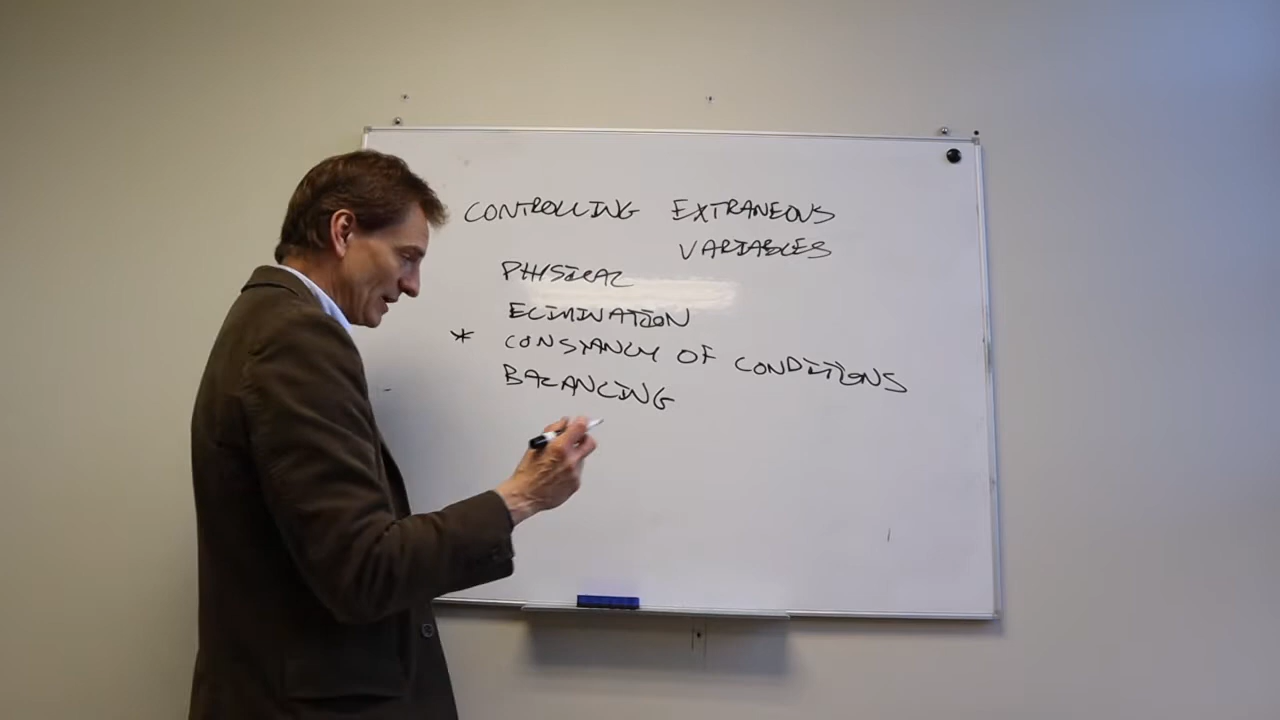 CONTROLLING EXTRANEOUS
VARIABLES
PHYSICAL
ELIMINATION
* CONSTANCY OF CONDITIONS
BALANCING